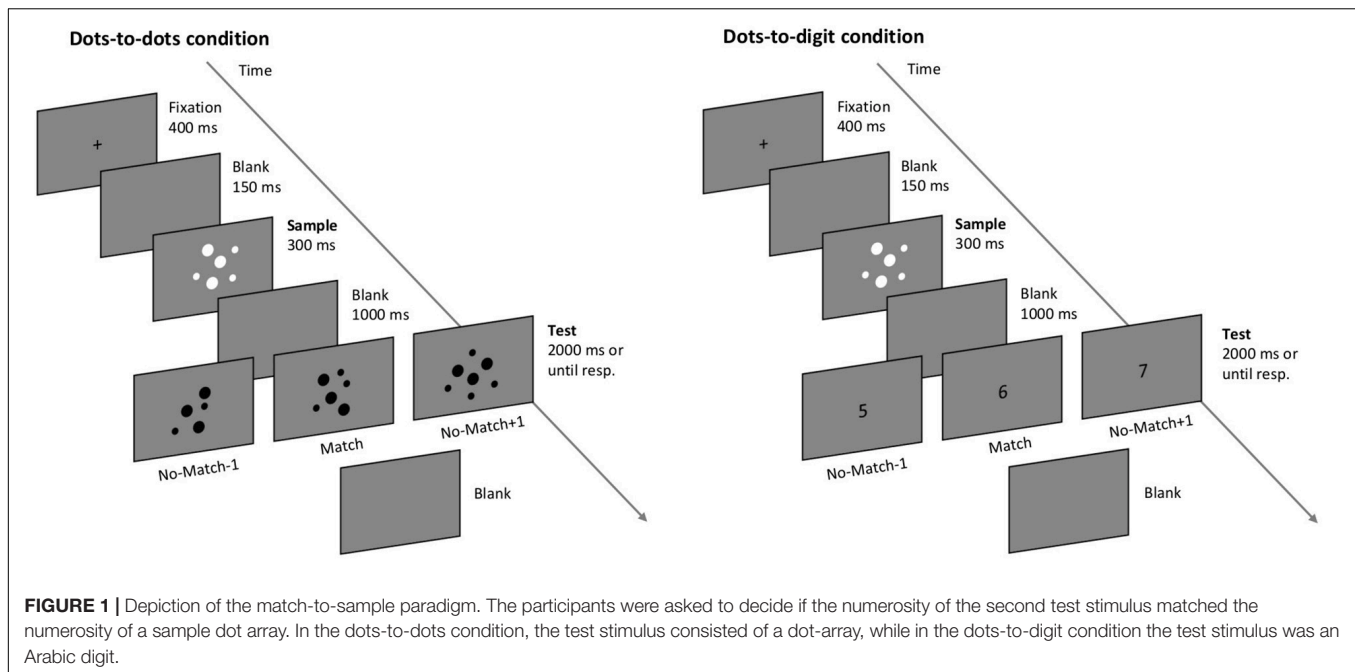 Dots-to-dots condition
Time
Fixation
400 ms
+
Blank
150 ms
Sample
300 ms
Blank
1000 ms
Test
2000 ms or
until resp.
No-Match-1
Match
No-Match+1
Blank
Dots-to-digit condition
Time
Fixation
400 ms
+
Blank
150 ms
Sample
300 ms
Blank
1000 ms
Test
2000 ms or
until resp.
5
6
7
No-Match-1
Match
No-Match+1
Blank
FIGURE 1 | Depiction of the match-to-sample paradigm. The participants were asked to decide if the numerosity of the second test stimulus matched the
numerosity of a sample dot array. In the dots-to-dots condition, the test stimulus consisted of a dot-array, while in the dots-to-digit condition the test stimulus was an
Arabic digit.